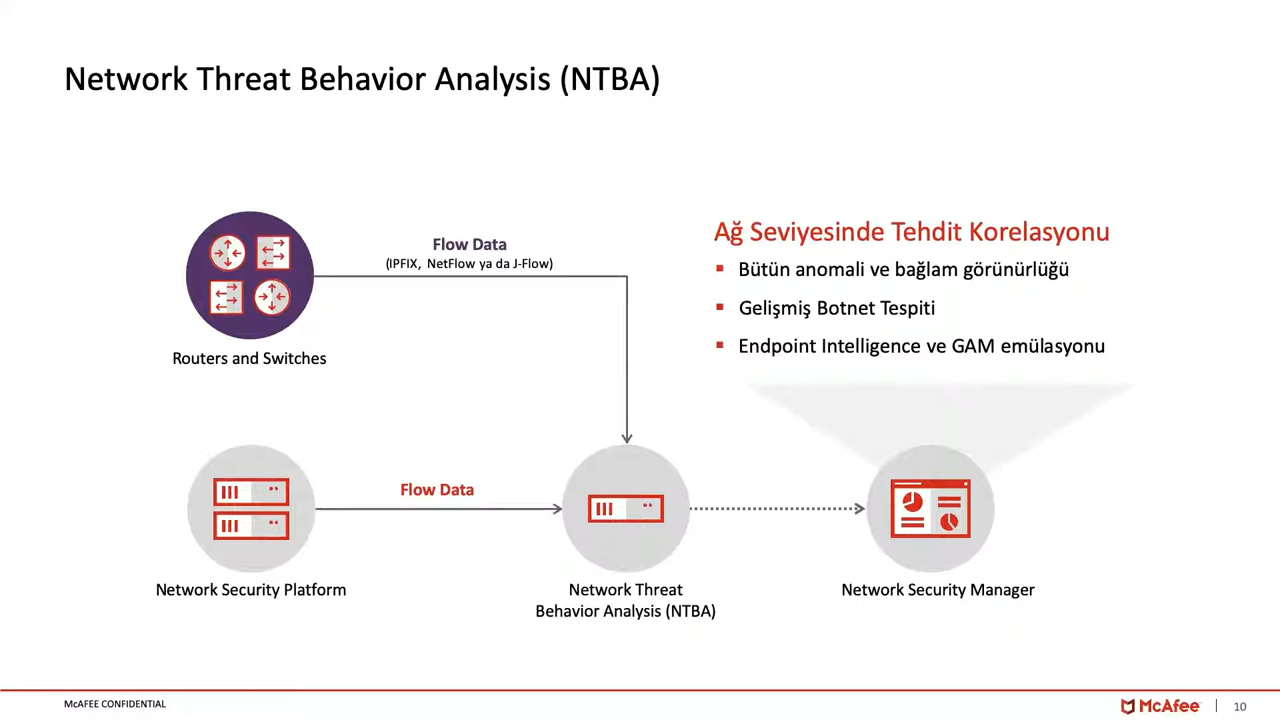 Network Threat Behavior Analysis (NTBA)
Flow Data
(IPFIX, NetFlow ya da J-Flow)
Routers and Switches
Ağ Seviyesinde Tehdit Korelasyonu
Bütün anomali ve bağlam görünürlüğü
Gelişmiş Botnet Tespiti
Endpoint Intelligence ve GAM emülasyonu
Flow Data
Network Security Platform
Network Threat
Behavior Analysis (NTBA)
Network Security Manager
McAFEE CONFIDENTIAL
McAfee
10